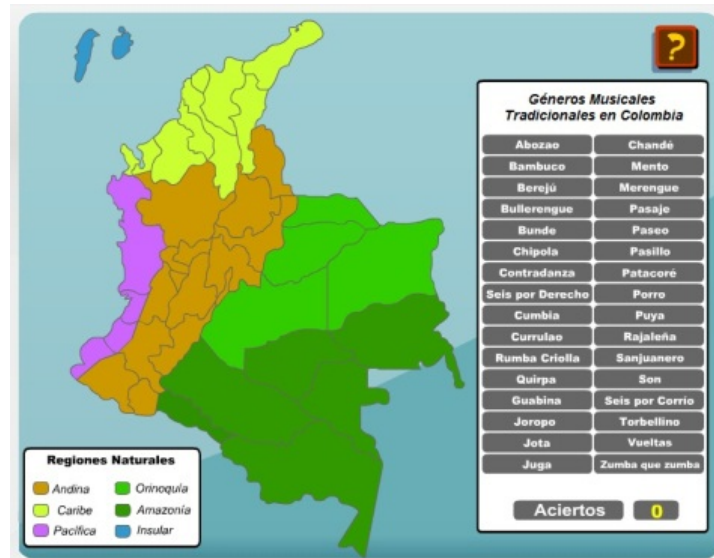 ?
Géneros Musicales
Tradicionales en Colombia
Abozao Chandé
Bambuco Mento
Berejú Merengue
Bullerengue Pasaje
Bunde Paseo
Chipola Pasillo
Contradanza Patacoré
Seis por Derecho Porro
Cumbia Puya
Currulao Rajaleña
Rumba Criolla Sanjuanero
Quirpa Son
Guabina Seis por Corrio
Joropo Torbellino
Jota Vueltas
Juga Zumba que zumba
Aciertos 0
Regiones Naturales
Andina Orinoquía
Caribe Amazonía
Pacífica Insular